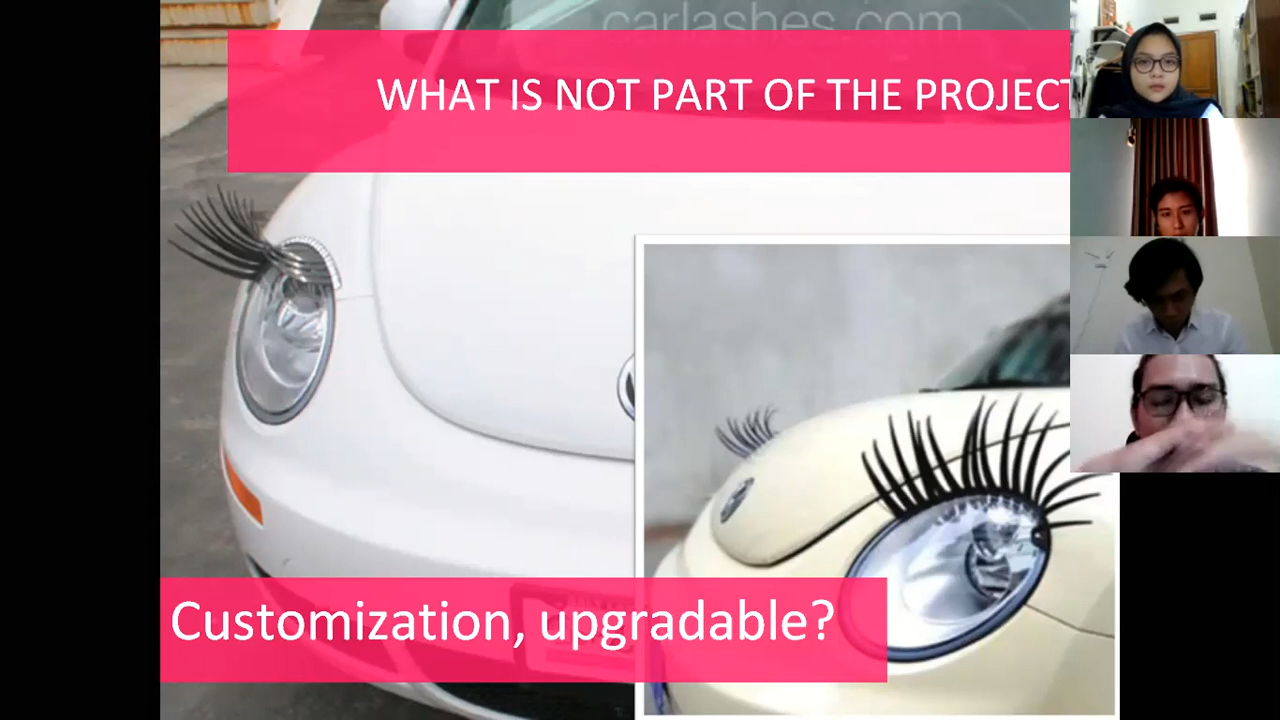 carlashes.com
WHAT IS NOT PART OF THE PROJECT
Customization, upgradable?